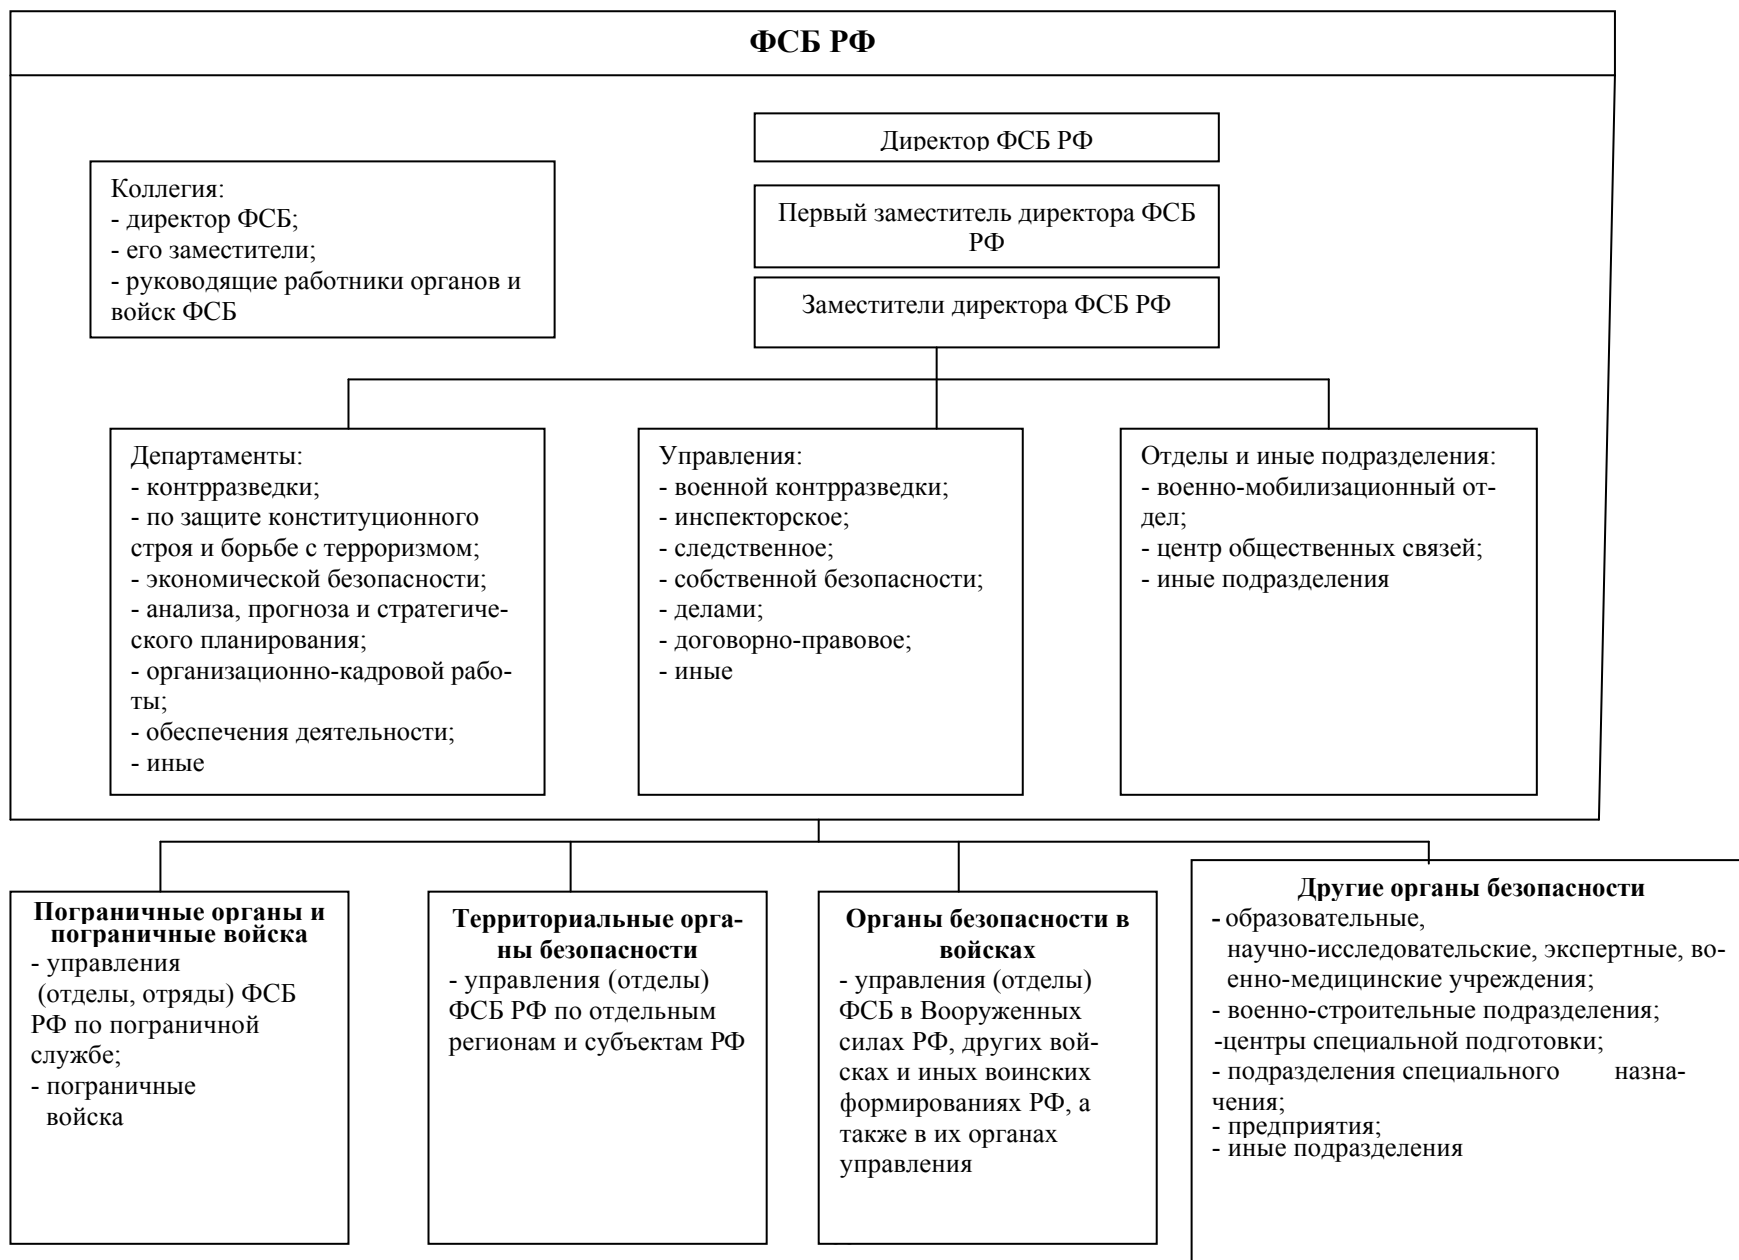 ФСБ РФ
Директор ФСБ РФ
Коллегия:
- директор ФСБ;
- его заместители;
- руководящие работники органов и
войск ФСБ
Первый заместитель директора ФСБ
РФ
Заместители директора ФСБ РФ
Департаменты:
- контрразведки;
- по защите конституционного
строя и борьбе с терроризмом;
- экономической безопасности;
- анализа, прогноза и стратегиче-
ского планирования;
- организационно-кадровой рабо-
ты;
- обеспечения деятельности;
- иные
Управления:
- военной контрразведки;
- инспекторское;
- следственное;
- собственной безопасности;
- делами;
- договорно-правовое;
- иные
Отделы и иные подразделения:
- военно-мобилизационный от-
дел;
- центр общественных связей;
- иные подразделения
Пограничные органы и
пограничные войска
- управления
(отделы, отряды) ФСБ
РФ по пограничной
службе;
- пограничные
войска
Территориальные орга-
ны безопасности
- управления (отделы)
ФСБ РФ по отдельным
регионам и субъектам РФ
Органы безопасности в
войсках
- управления (отделы)
ФСБ в Вооруженных
силах РФ, других вой-
сках и иных воинских
формированиях РФ, а
также в их органах
управления
Другие органы безопасности
- образовательные,
научно-исследовательские, экспертные, во-
енно-медицинские учреждения;
- военно-строительные подразделения;
-центры специальной подготовки;
- подразделения специального назна-
чения;
- предприятия;
- иные подразделения